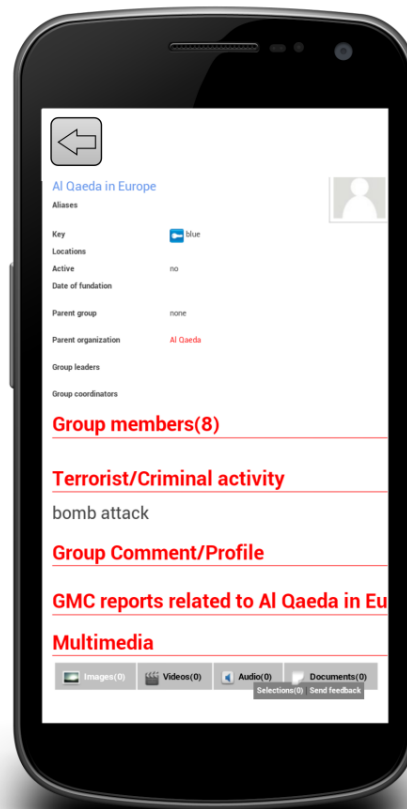 Al Qaeda in Europe
Aliases
Key blue
Locations
Active no
Date of fundation
Parent group none
Parent organization Al Qaeda
Group leaders
Group coordinators
Group members(8)
Terrorist/Criminal activity
bomb attack
Group Comment/Profile
GMC reports related to Al Qaeda in Eu
Multimedia
Images(0) Videos(0) Audio(0) Documents(0)
Selections(0) Send feedback